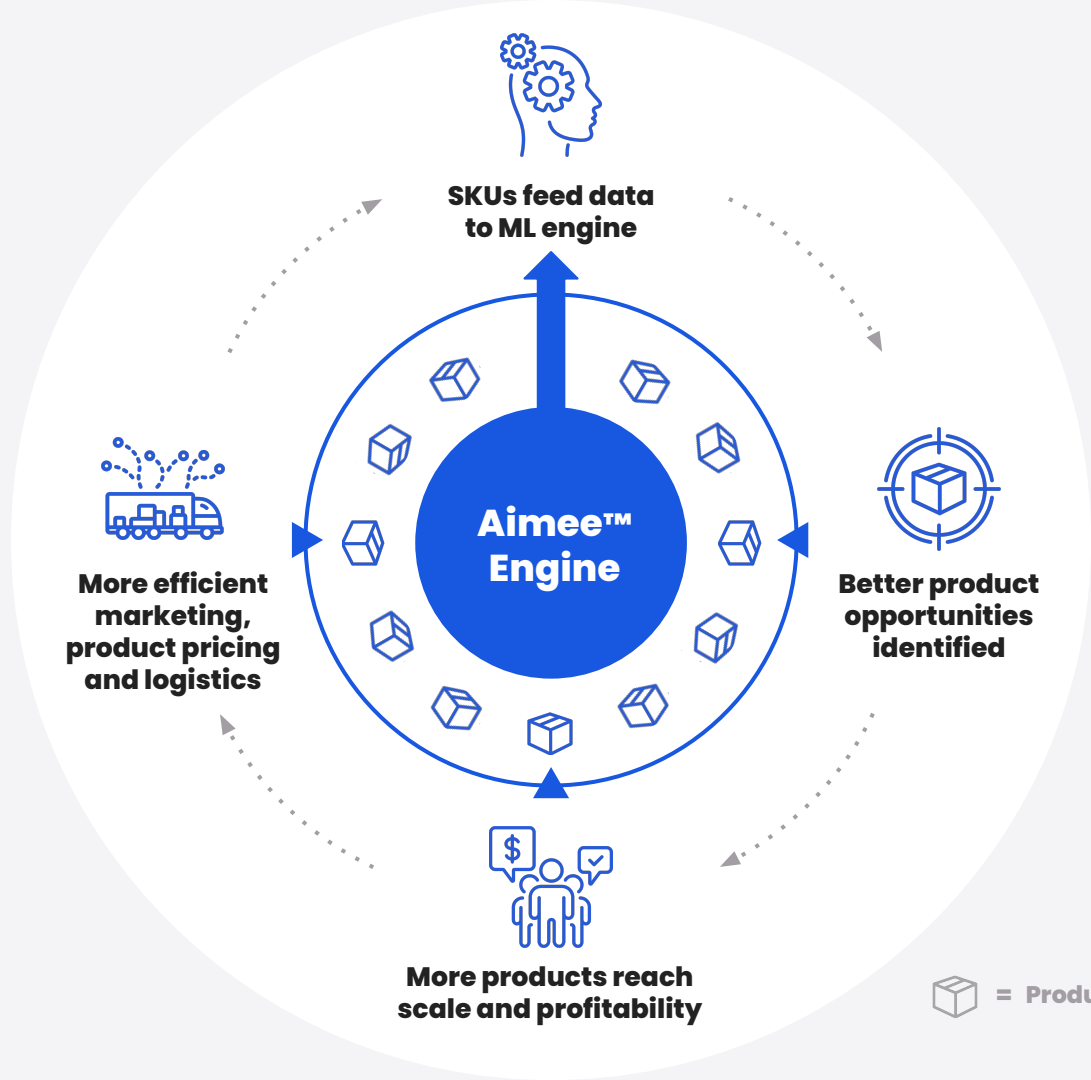 SKUs feed data
to ML engine
Aimee™
Engine
More efficient
marketing,
product pricing
and logistics
Better product
opportunities
identified
More products reach
scale and profitability
=